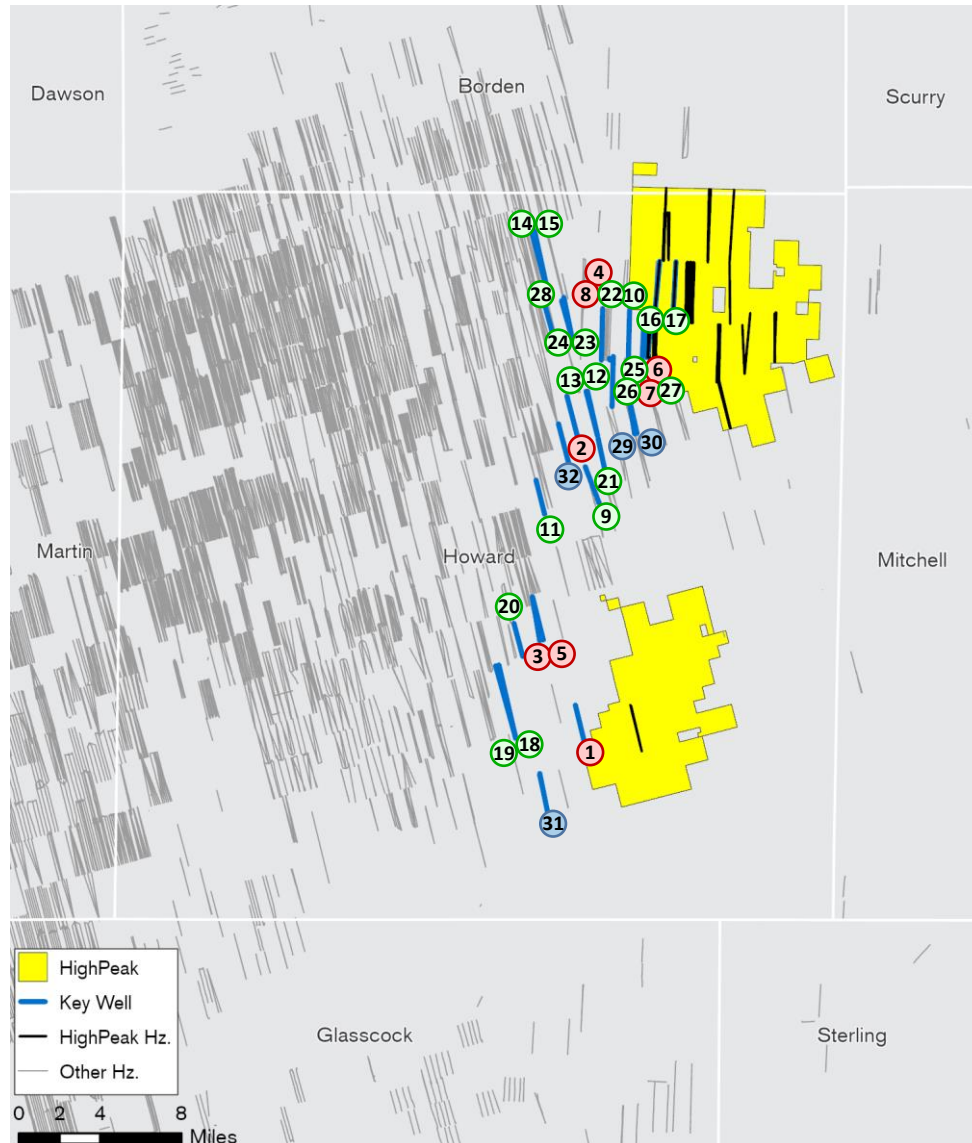 Borden
Dawson
Scurry
14 15
4
28 8 22 10
16 17
24 23
25 6
13 12
26 7 27
2 29 30
32
21
9
11
Martin
Howard
Mitchell
20
3 5
18
19 1
31
HighPeak
Key Well
HighPeak Hz.
Other Hz.
Glasscock
Sterling
0 2 4 8
Miles